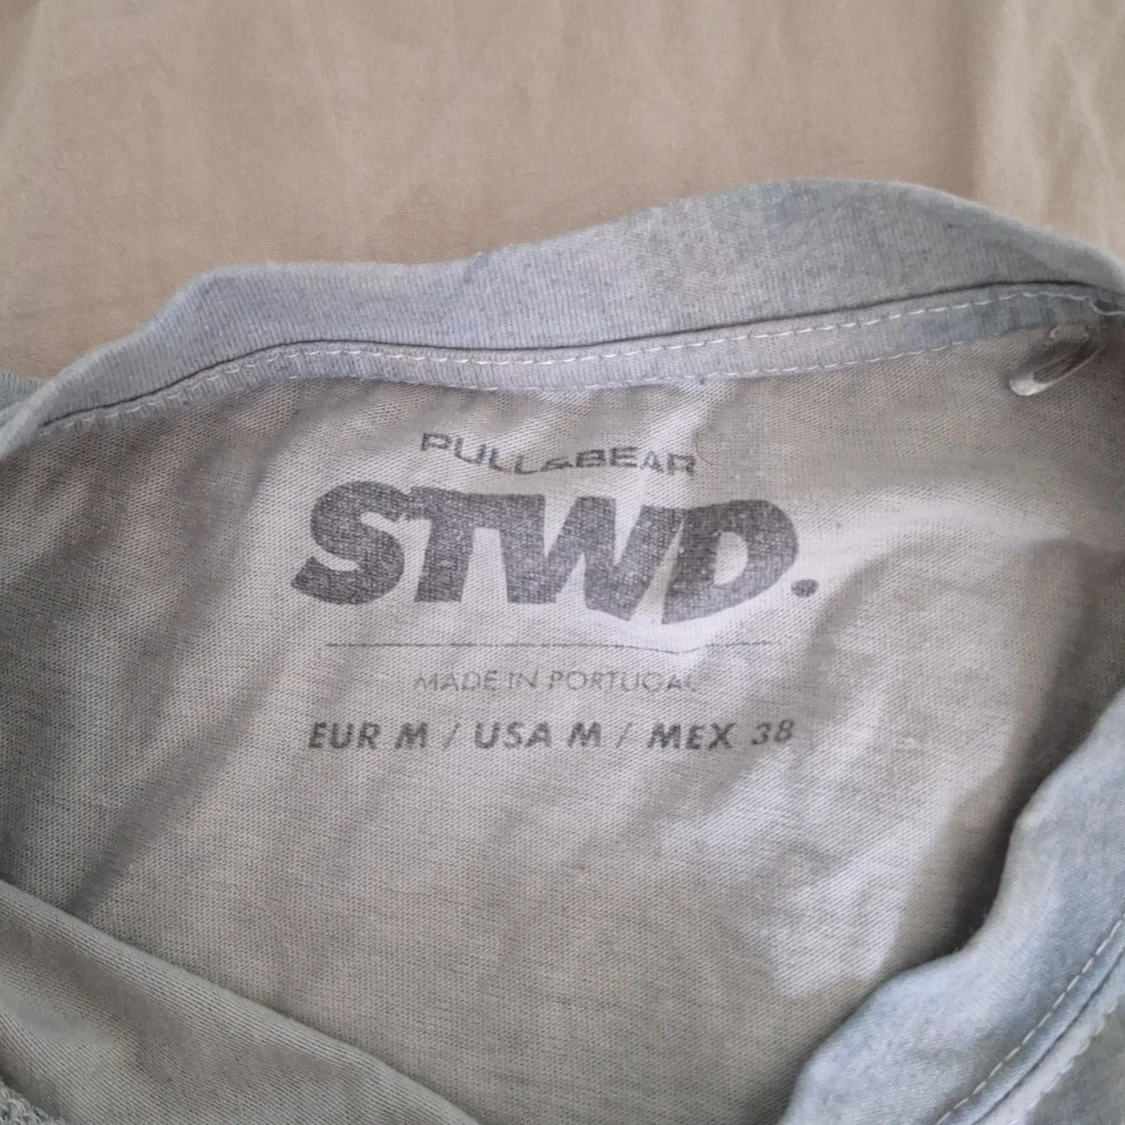 PULL&BEAR
STWD.
MADE IN PORTUGAL
EUR M / USA M / MEX 38